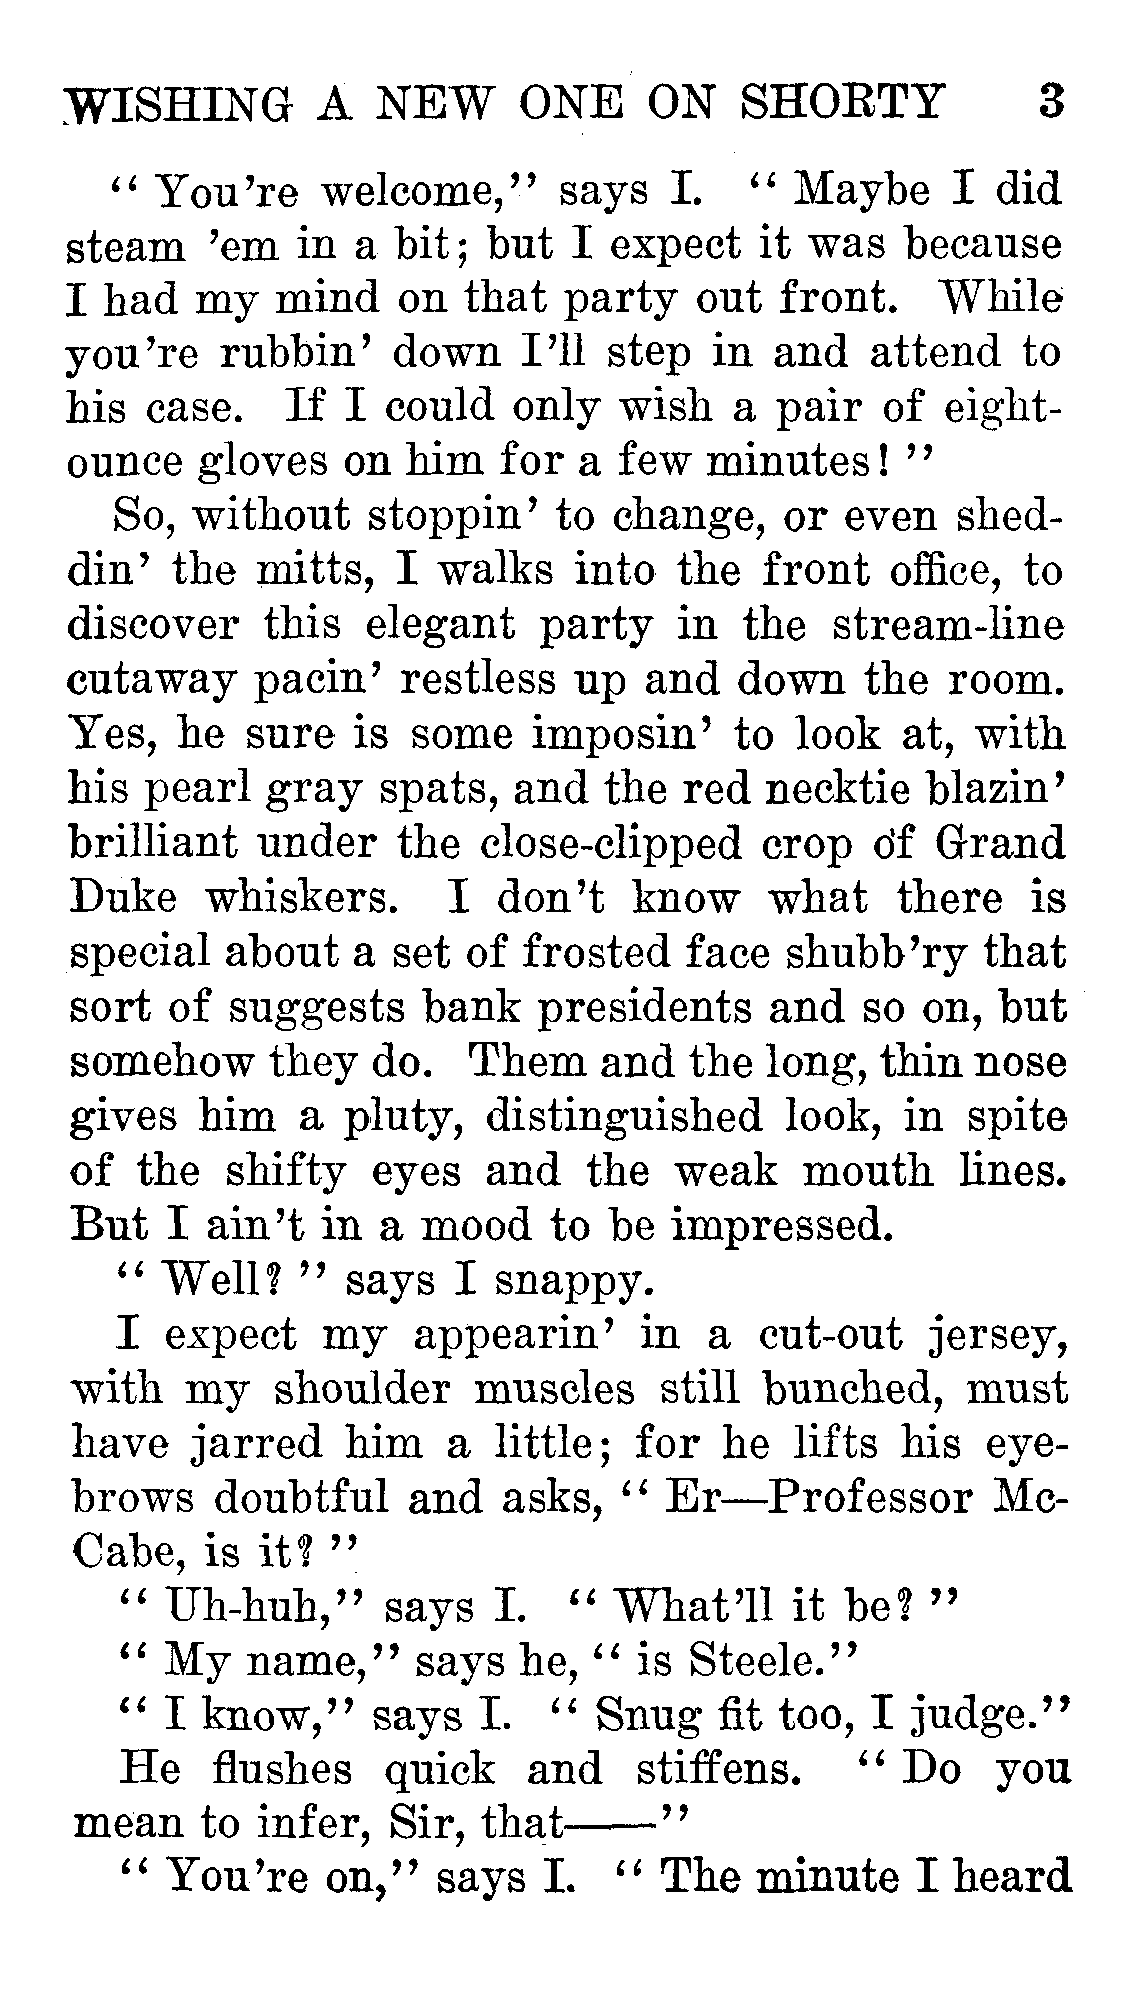 WISHING A NEW ONE ON SHORTY 3
“ You're welcome,” says I. “ Maybe I did
steam 'em in a bit; but I expect it was because
I had my mind on that party out front. While
you're rubbin' down I'll step in and attend to
his case. If I could only wish a pair of eight-
ounce gloves on him for a few minutes! ”
So, without stoppin' to change, or even shed-
din' the mitts, I walks into the front office, to
discover this elegant party in the stream-line
cutaway pacin' restless up and down the room.
Yes, he sure is some imposin' to look at, with
his pearl gray spats, and the red necktie blazin'
brilliant under the close-clipped crop of Grand
Duke whiskers. I don't know what there is
special about a set of frosted face shubb'ry that
sort of suggests bank presidents and so on, but
somehow they do. Them and the long, thin nose
gives him a pluty, distinguished look, in spite
of the shifty eyes and the weak mouth lines.
But I ain't in a mood to be impressed.
“ Well? ” says I snappy.
I expect my appearin' in a cut-out jersey,
with my shoulder muscles still bunched, must
have jarred him a little; for he lifts his eye-
brows doubtful and asks, “ Er—Professor Mc-
Cabe, is it? ”
“ Uh-huh,” says I. “ What'll it be? ”
“ My name,” says he, “ is Steele.”
“ I know,” says I. “ Snug fit too, I judge.”
He flushes quick and stiffens. “ Do you
mean to infer, Sir, that——”
“ You're on,” says I. “ The minute I heard